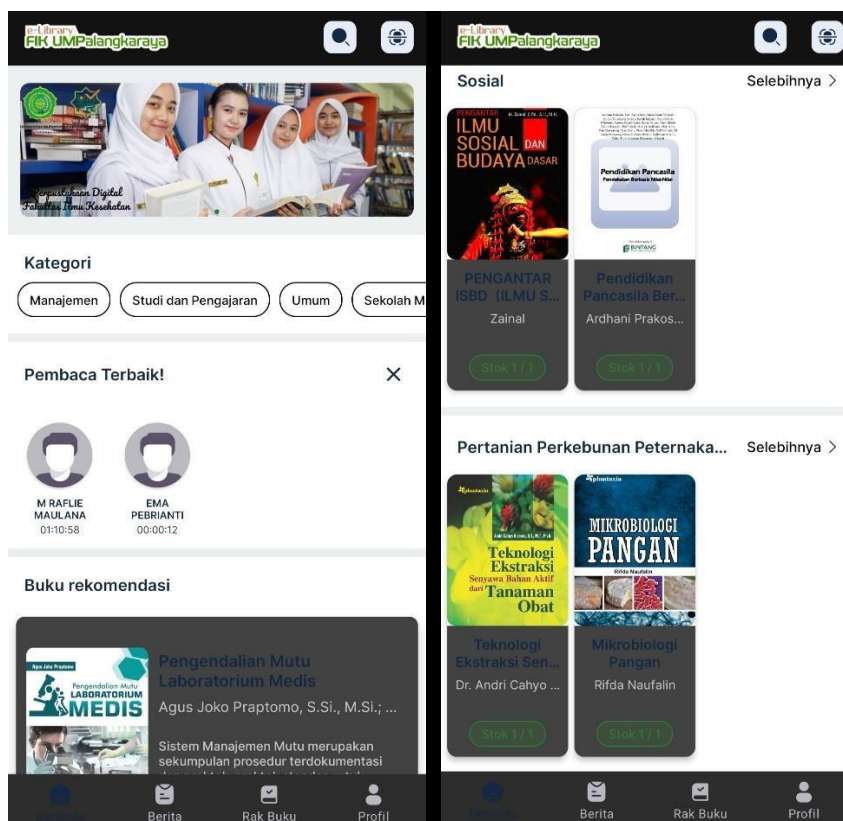 e-Library
FIK UMPalangkaraya
Perpustakaan Digital
Fakultas Ilmu Kesehatan
Kategori
Manajemen
Studi dan Pengajaran
Umum
Sekolah M
Pembaca Terbaik!
M RAFLIE
MAULANA
01:10:58
EMA
PEBRIANTI
00:00:12
Buku rekomendasi
Agus Joko Praptomo
Pengendalian Mutu
LABORATORIUM
MEDIS
Pengendalian Mutu
Laboratorium Medis
Agus Joko Praptomo, S.Si., M.Si.; ...
Sistem Manajemen Mutu merupakan
sekumpulan prosedur terdokumentasi
Beranda
Berita
Rak Buku
Profil
e-Library
FIK UMPalangkaraya
Sosial
Selebihnya >
PENGANTAR
ILMU
SOSIAL DAN
BUDAYA DASAR
Pendidikan Pancasila
Pendekatan Berbasis Nilai-Nilai
BINTANG
PENGANTAR
ISBD (ILMU S...
Zainal
Stok 1 / 1
Pendidikan
Pancasila Ber...
Ardhani Prakos...
Stok 1 / 1
Pertanian Perkebunan Peternaka...
Selebihnya >
plantaxia
Teknologi
Ekstraksi
Senyawa Bahan Aktif
dari Tanaman
Obat
plantaxia
MIKROBIOLOGI
PANGAN
Rifda Naufalin
Teknologi
Ekstraksi Sen...
Dr. Andri Cahyo ...
Stok 1 / 1
Mikrobiologi
Pangan
Rifda Naufalin
Stok 1 / 1
Beranda
Berita
Rak Buku
Profil